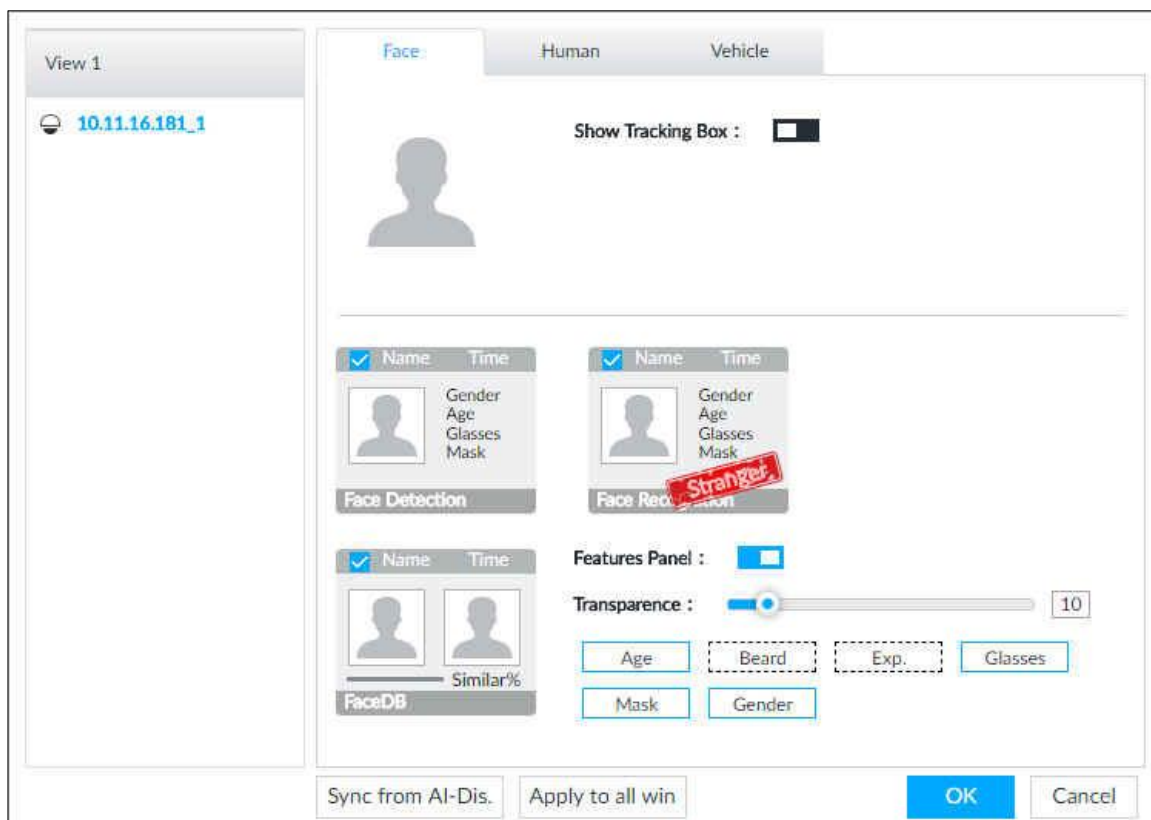 View 1
10.11.16.181_1
Face
Human
Vehicle
Show Tracking Box :
Name Time
Gender
Age
Glasses
Mask
Face Detection
Name Time
Gender
Age
Glasses
Mask
Stranger
Face Recognition
Name Time
Similar%
FaceDB
Features Panel :
Transparence : 10
Age Beard Exp. Glasses
Mask Gender
Sync from AI-Dis. Apply to all win OK Cancel